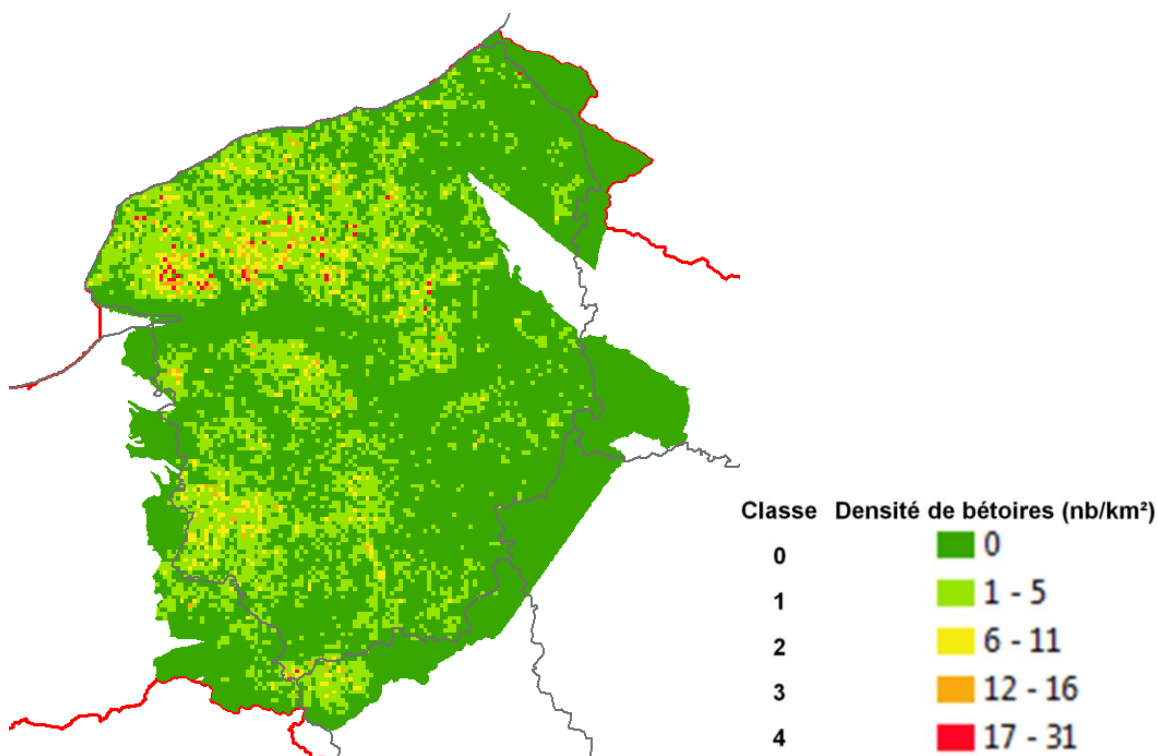 Classe Densité de bétoires (nb/km²)
0 0
1 1 - 5
2 6 - 11
3 12 - 16
4 17 - 31